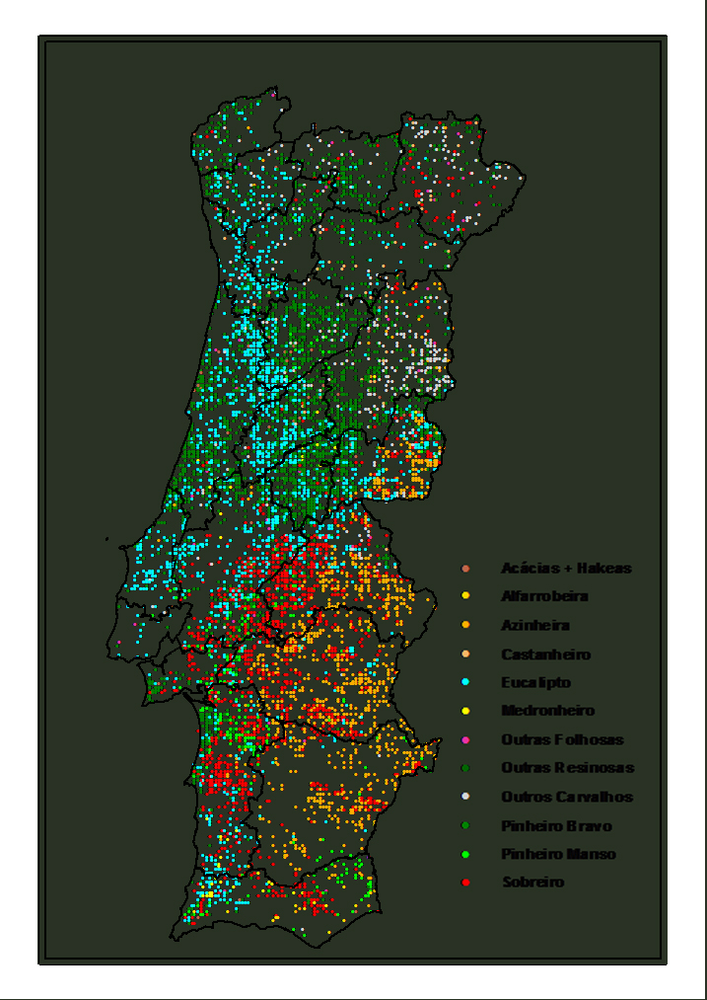 Acácias + Hakeas
Alfarrobeira
Azinheira
Castanheiro
Eucalipto
Medronheiro
Outras Folhosas
Outras Resinosas
Outros Carvalhos
Pinheiro Bravo
Pinheiro Manso
Sobreiro